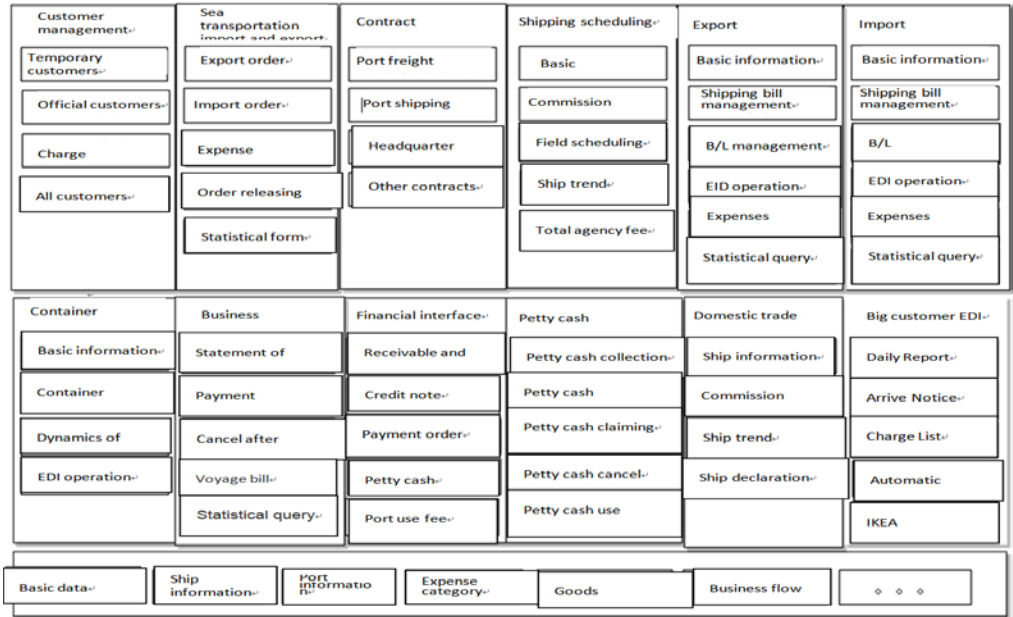 Customer
management
Temporary
customers
Official customers
Charge
All customers
Sea
transportation
import and export
Export order
Import order
Expense
Order releasing
Statistical form
Contract
Port freight
Port shipping
Headquarter
Other contracts
Shipping scheduling
Basic
Commission
Field scheduling
Ship trend
Total agency fee
Export
Basic information
Shipping bill
management
B/L management
EID operation
Expenses
Statistical query
Import
Basic information
Shipping bill
management
B/L
EDI operation
Expenses
Statistical query
Container
Basic information
Container
Dynamics of
EDI operation
Business
Statement of
Payment
Cancel after
Voyage bill
Statistical query
Financial interface
Receivable and
Credit note
Payment order
Petty cash
Port use fee
Petty cash
Petty cash collection
Petty cash
Petty cash claiming
Petty cash cancel
Petty cash use
Domestic trade
Ship information
Commission
Ship trend
Ship declaration
Big customer EDI
Daily Report
Arrive Notice
Charge List
Automatic
IKEA
Basic data
Ship
information
Port
informatio
n
Expense
category
Goods
Business flow